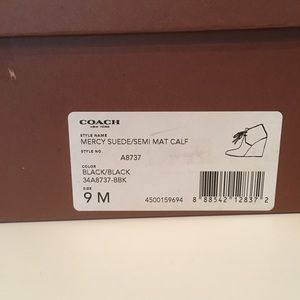 COACH
NEW YORK
STYLE NAME
MERCY SUEDE/SEMI MAT CALF
STYLE NO.
A8737
COLOR
BLACK/BLACK
34A8737-BBK
SIZE
9 M
4500159694
8 88542 12837 2